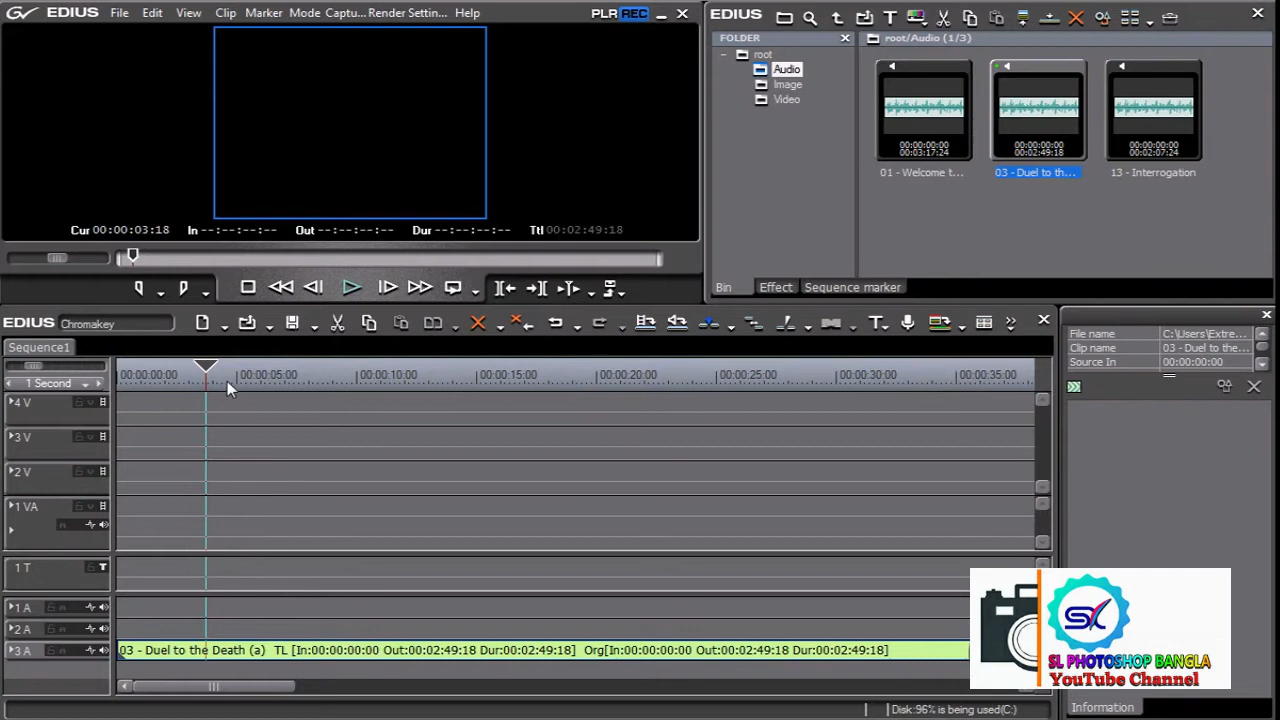 EDIUS File Edit View Clip Marker Mode Captu... Render Settin... Help PLR REC
Cur 00:00:03:18 In --:--:--:-- Out --:--:--:-- Dur --:--:--:-- Ttl 00:02:49:18
EDIUS
FOLDER
root
Audio
Image
Video
root/Audio (1/3)
00:00:00:00 00:00:00:00 00:00:00:00
00:03:17:24 00:02:49:18 00:02:07:24
01 - Welcome t... 03 - Duel to th... 13 - Interrogation
Bin Effect Sequence marker
EDIUS Chromakey
Sequence1
1 Second
00:00:00:00 00:00:05:00 00:00:10:00 00:00:15:00 00:00:20:00 00:00:25:00 00:00:30:00 00:00:35:00
4 V
3 V
2 V
1 VA
1 T
1 A
2 A
3 A 03 - Duel to the Death (a) TL [In:00:00:00:00 Out:00:02:49:18 Dur:00:02:49:18] Org[In:00:00:00:00 Out:00:02:49:18 Dur:00:02:49:18]
File name C:\Users\Extre...
Clip name 03 - Duel to the...
Source In 00:00:00:00
SL
SL PHOTOSHOP BANGLA
YouTube Channel
Disk:96% is being used(C:)
Information